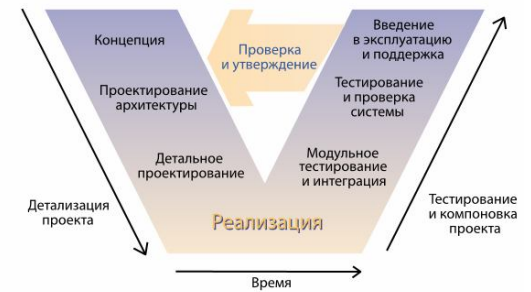 Концепция
Проектирование
архитектуры
Детальное
проектирование
Детализация
проекта
Проверка
и утверждение
Введение
в эксплуатацию
и поддержка
Тестирование
и проверка
системы
Модульное
тестирование
и интеграция
Тестирование
и компоновка
проекта
Реализация
Время